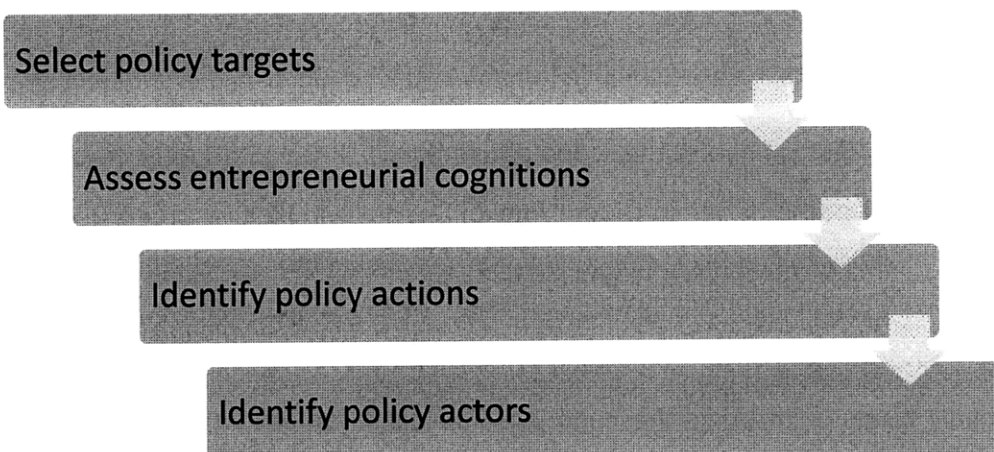 Select policy targets
Assess entrepreneurial cognitions
Identify policy actions
Identify policy actors